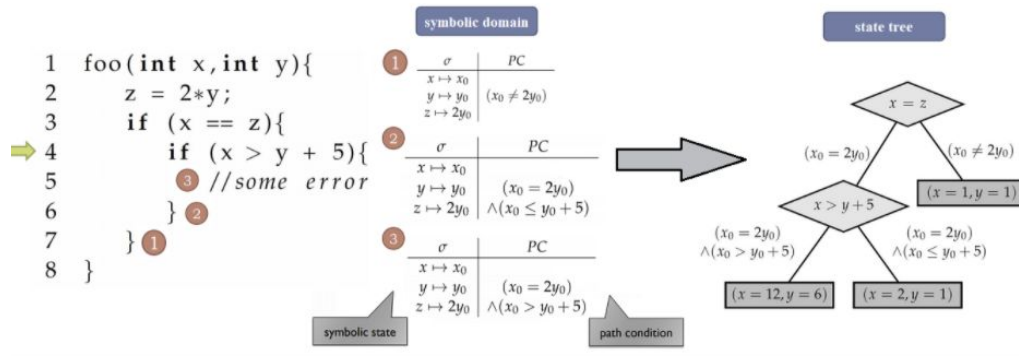 symbolic domain
state tree
1 foo(int x,int y){
2 z = 2*y;
3 if (x == z){
4 if (x > y + 5){
5 3 //some error
6 } 2
7 } 1
8 }
1
σ PC
x ↦ x₀
y ↦ y₀ (x₀ ≠ 2y₀)
z ↦ 2y₀
2
σ PC
x ↦ x₀
y ↦ y₀ (x₀ = 2y₀)
z ↦ 2y₀ ∧(x₀ ≤ y₀ + 5)
3
σ PC
x ↦ x₀
y ↦ y₀ (x₀ = 2y₀)
z ↦ 2y₀ ∧(x₀ > y₀ + 5)
symbolic state
path condition
x = z
(x₀ = 2y₀)
(x₀ ≠ 2y₀)
x > y + 5
(x = 1, y = 1)
(x₀ = 2y₀)
∧(x₀ > y₀ + 5)
(x₀ = 2y₀)
∧(x₀ ≤ y₀ + 5)
(x = 12, y = 6)
(x = 2, y = 1)